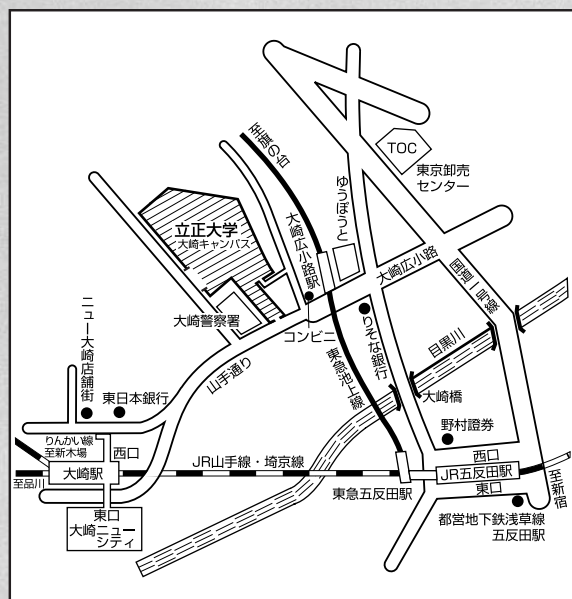 TOC
東京卸売
センター
至旗の台
ゆうぽうと
立正大学
大崎キャンパス
大崎広小路駅
大崎広小路
国道一号線
大崎警察署
コンビニ
りそな銀行
目黒川
ニュー大崎店舗街
東日本銀行
山手通り
東急池上線
大崎橋
野村證券
りんかい線
至新木場
西口
大崎駅
至品川
JR山手線・埼京線
東急五反田駅
西口
JR五反田駅
東口
至新宿
東口
大崎ニュー
シティ
都営地下鉄浅草線
五反田駅